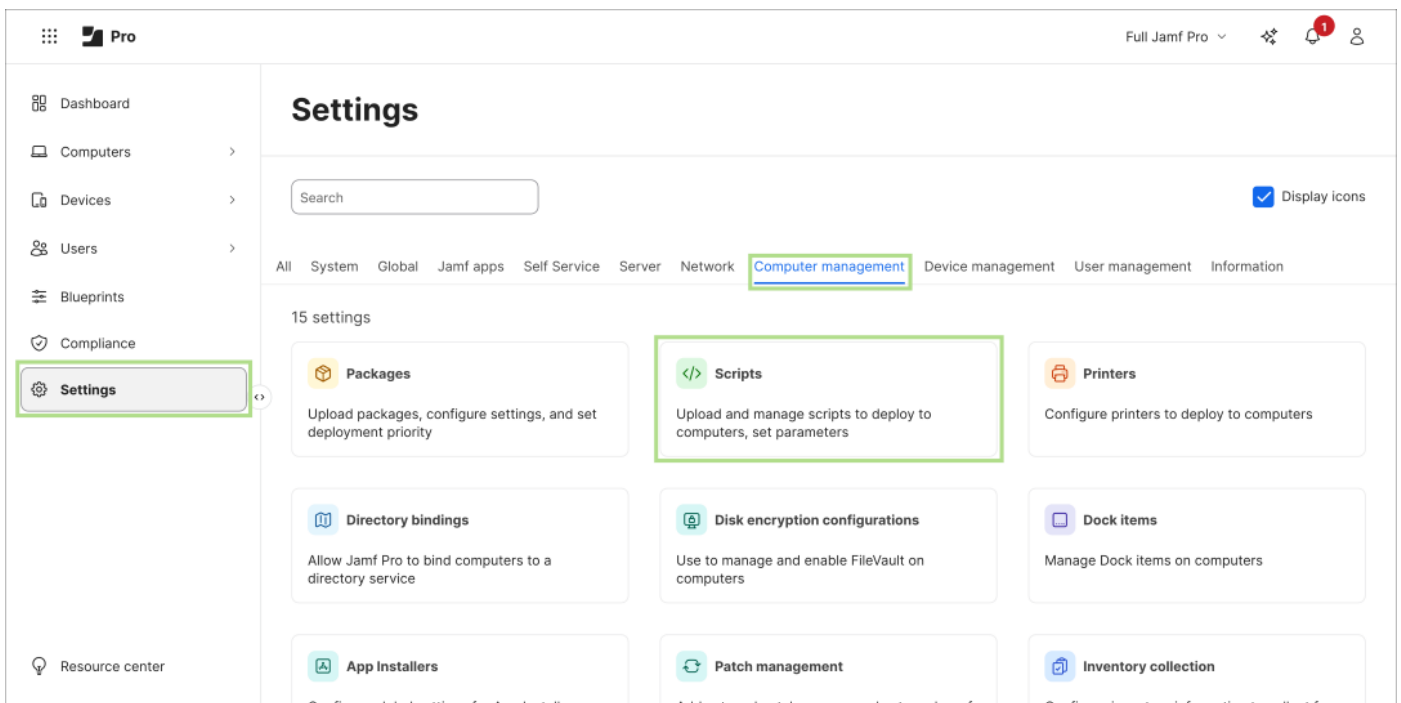 Pro
Full Jamf Pro
1
Dashboard
Computers
Devices
Users
Blueprints
Compliance
Settings
Resource center
Settings
Search
Display icons
All System Global Jamf apps Self Service Server Network Computer management Device management User management Information
15 settings
Packages
Upload packages, configure settings, and set
deployment priority
Scripts
Upload and manage scripts to deploy to
computers, set parameters
Printers
Configure printers to deploy to computers
Directory bindings
Allow Jamf Pro to bind computers to a
directory service
Disk encryption configurations
Use to manage and enable FileVault on
computers
Dock items
Manage Dock items on computers
App Installers
Patch management
Inventory collection